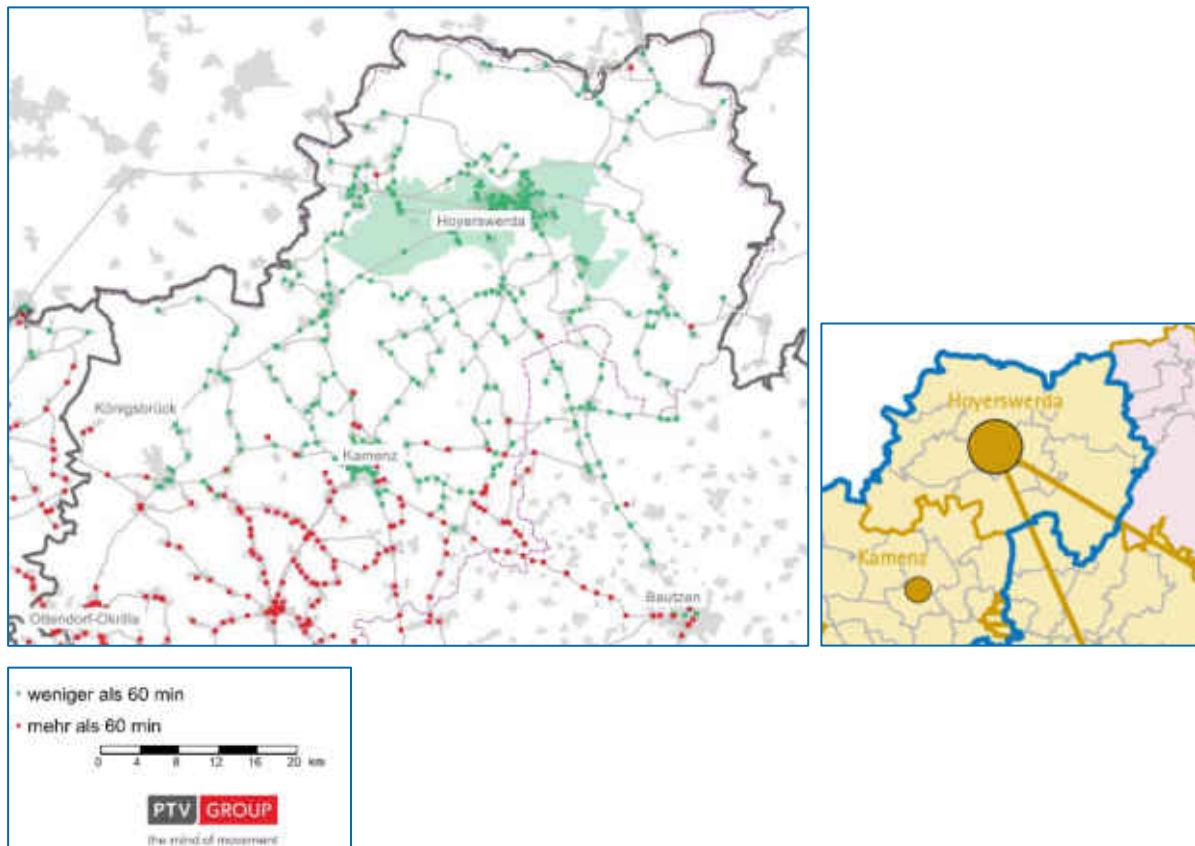 Hoyerswerda
Königsbrück
Kamenz
Bautzen
Ottendorf-Okrilla
Hoyerswerda
Kamenz
weniger als 60 min
mehr als 60 min
0 4 8 12 16 20 km
PTV GROUP
the mind of movement